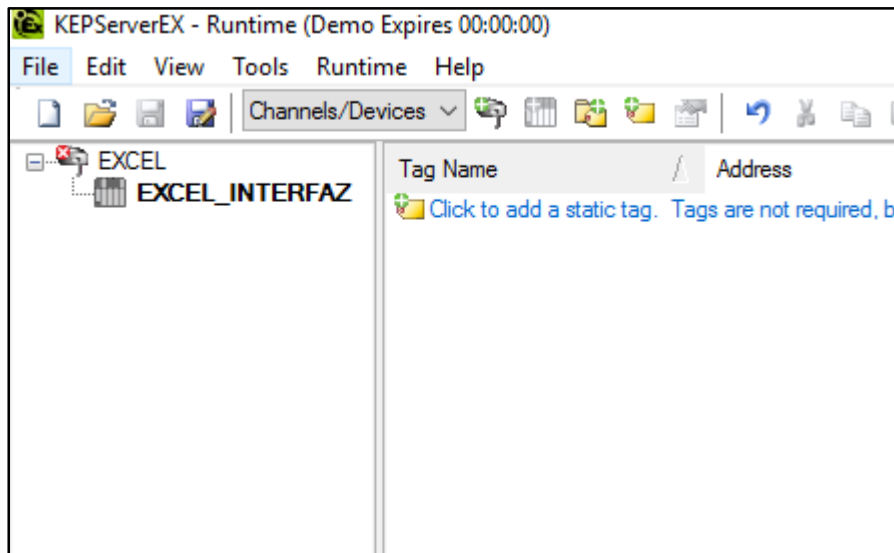 KEPServerEX - Runtime (Demo Expires 00:00:00)
File Edit View Tools Runtime Help
Channels/Devices
EXCEL
EXCEL_INTERFAZ
Tag Name Address
Click to add a static tag. Tags are not required, b